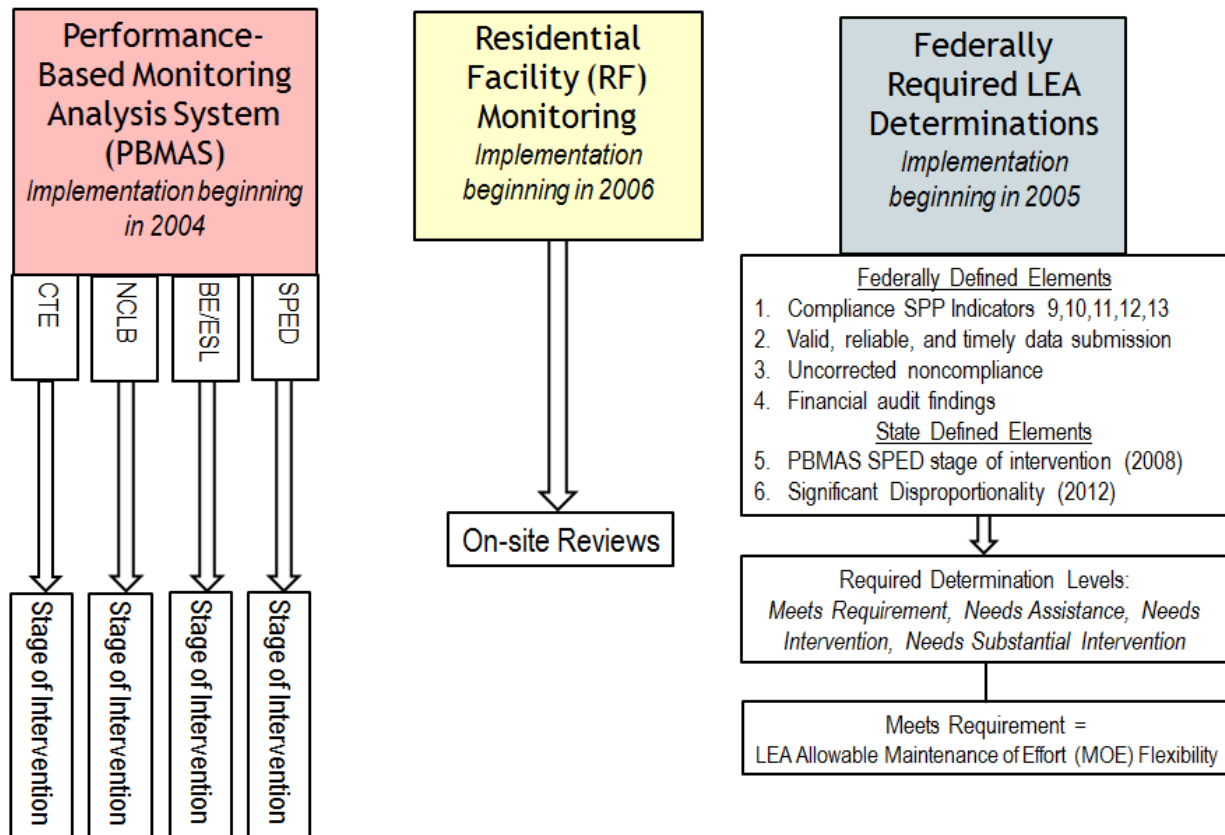 Performance-
Based Monitoring
Analysis System
(PBMAS)
Implementation beginning
in 2004
CTE
NCLB
BE/ESL
SPED
Stage of Intervention
Stage of Intervention
Stage of Intervention
Stage of Intervention
Residential
Facility (RF)
Monitoring
Implementation
beginning in 2006
On-site Reviews
Federally
Required LEA
Determinations
Implementation
beginning in 2005
Federally Defined Elements
1. Compliance SPP Indicators 9,10,11,12,13
2. Valid, reliable, and timely data submission
3. Uncorrected noncompliance
4. Financial audit findings
State Defined Elements
5. PBMAS SPED stage of intervention (2008)
6. Significant Disproportionality (2012)
Required Determination Levels:
Meets Requirement, Needs Assistance, Needs
Intervention, Needs Substantial Intervention
Meets Requirement =
LEA Allowable Maintenance of Effort (MOE) Flexibility